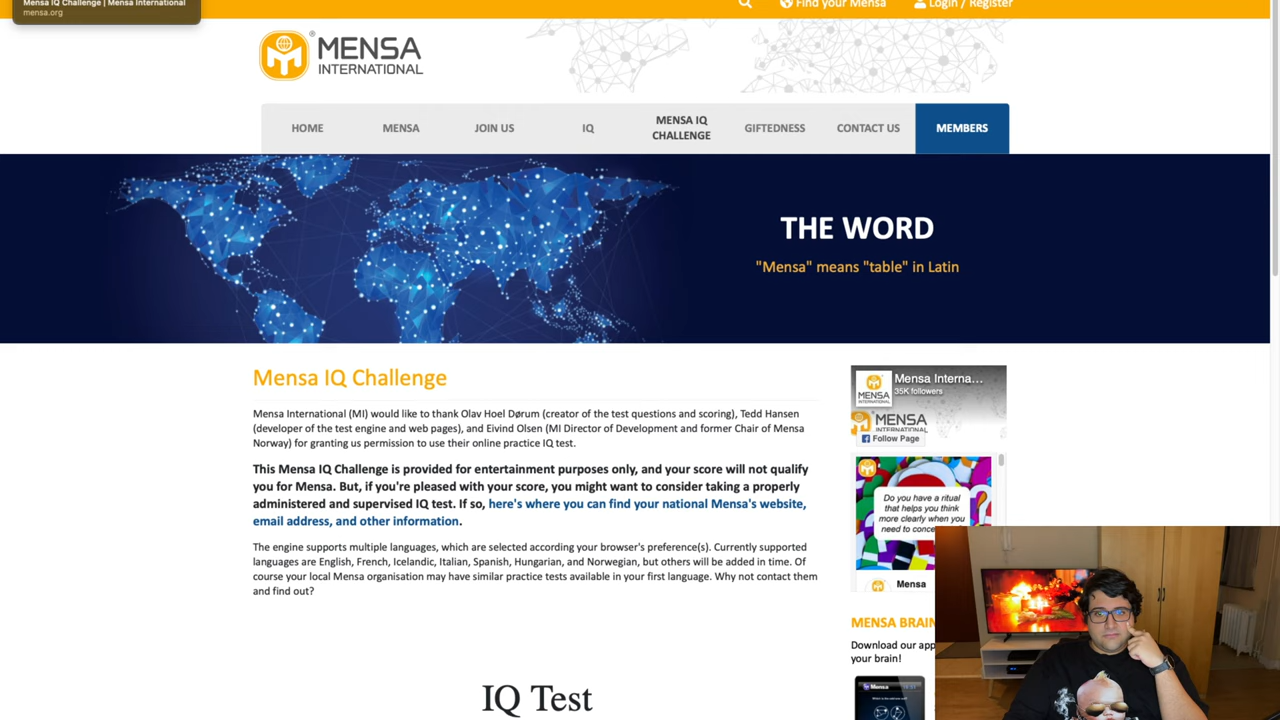 Mensa IQ Challenge | Mensa International
mensa.org
Find your Mensa
Login / Register
MENSA
INTERNATIONAL
®
HOME
MENSA
JOIN US
IQ
MENSA IQ
CHALLENGE
GIFTEDNESS
CONTACT US
MEMBERS
THE WORD
"Mensa" means "table" in Latin
Mensa IQ Challenge
Mensa International (MI) would like to thank Olav Hoel Dørum (creator of the test questions and scoring), Tedd Hansen
(developer of the test engine and web pages), and Eivind Olsen (MI Director of Development and former Chair of Mensa
Norway) for granting us permission to use their online practice IQ test.
This Mensa IQ Challenge is provided for entertainment purposes only, and your score will not qualify
you for Mensa. But, if you're pleased with your score, you might want to consider taking a properly
administered and supervised IQ test. If so, here's where you can find your national Mensa's website,
email address, and other information.
The engine supports multiple languages, which are selected according your browser's preference(s). Currently supported
languages are English, French, Icelandic, Italian, Spanish, Hungarian, and Norwegian, but others will be added in time. Of
course your local Mensa organisation may have similar practice tests available in your first language. Why not contact them
and find out?
IQ Test
Mensa Interna...
35K followers
MENSA
INTERNATIONAL
MENSA
INTERNATIONAL
Follow Page
Do you have a ritual
that helps you think
more clearly when you
need to conce
Mensa
MENSA BRAIN
Download our app
your brain!
Mensa